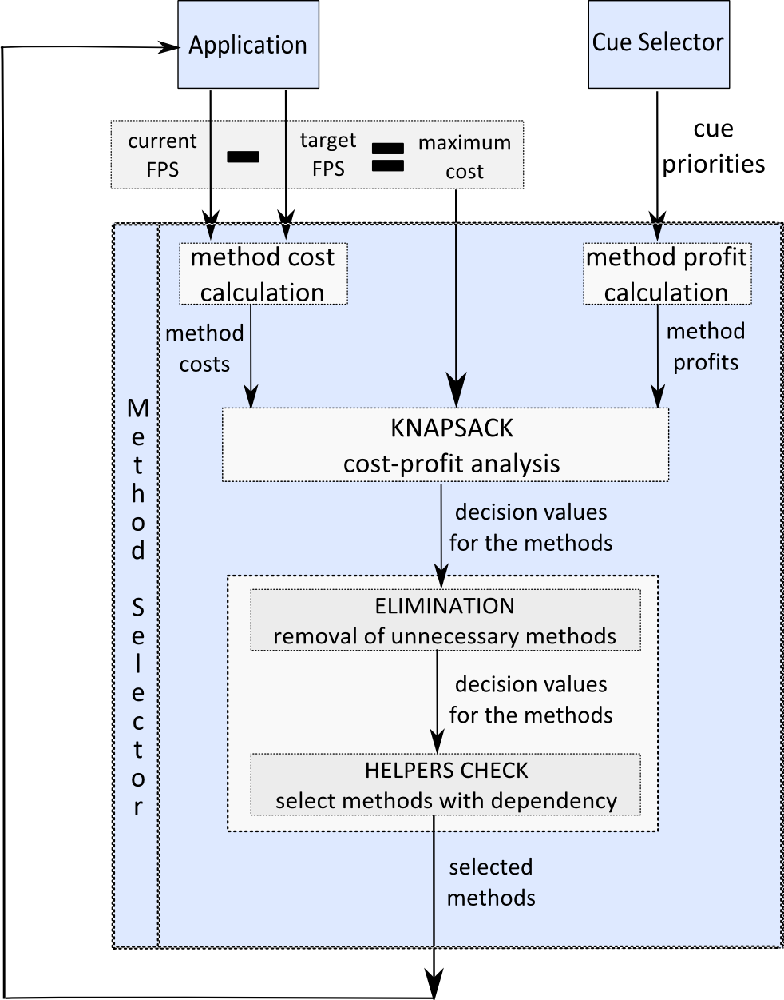 Application
Cue Selector
current
FPS
target
FPS
maximum
cost
cue
priorities
method cost
calculation
method profit
calculation
method
costs
method
profits
Method Selector
KNAPSACK
cost-profit analysis
decision values
for the methods
ELIMINATION
removal of unnecessary methods
decision values
for the methods
HELPERS CHECK
select methods with dependency
selected
methods